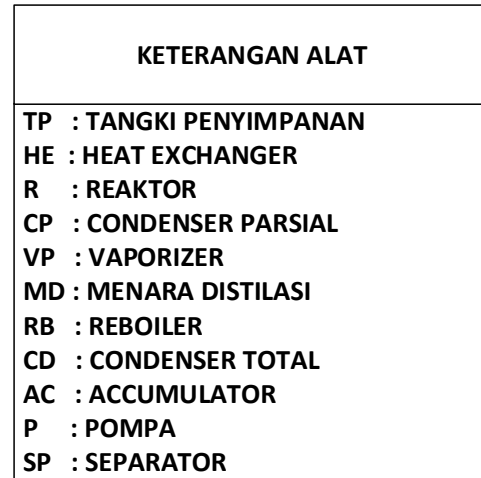 KETERANGAN ALAT
TP : TANGKI PENYIMPANAN
HE : HEAT EXCHANGER
R : REAKTOR
CP : CONDENSER PARSIAL
VP : VAPORIZER
MD : MENARA DISTILASI
RB : REBOILER
CD : CONDENSER TOTAL
AC : ACCUMULATOR
P : POMPA
SP : SEPARATOR